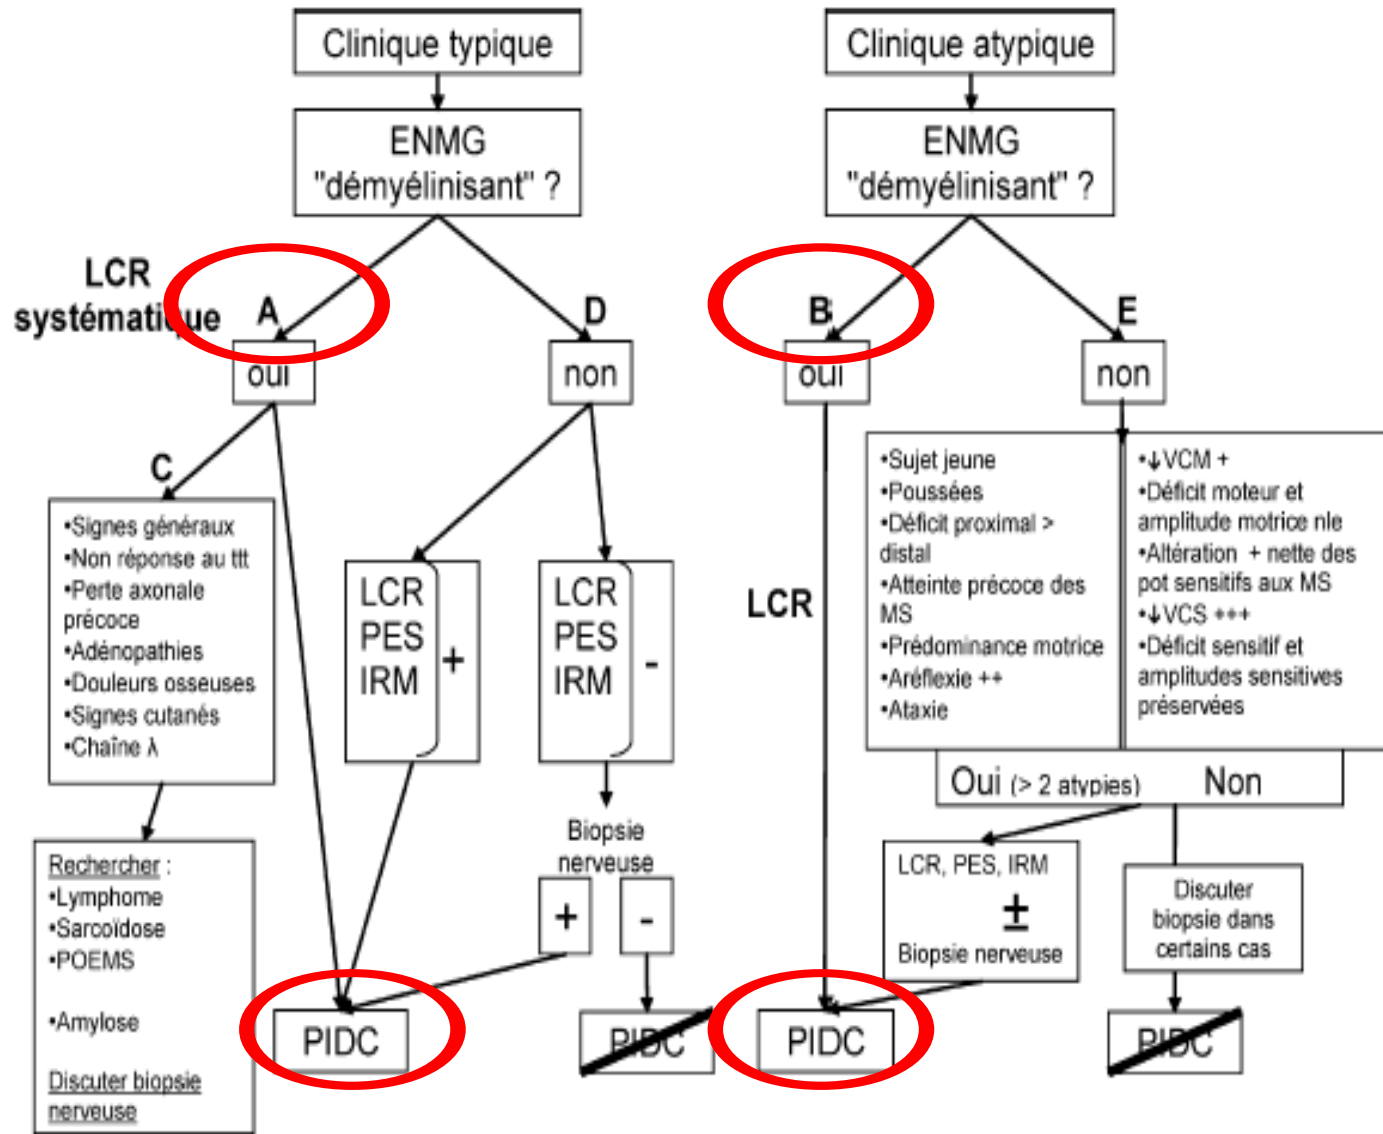 Clinique typique
ENMG
"démyélinisant" ?
LCR
systématique
A
oui
D
non
C
•Signes généraux
•Non réponse au ttt
•Perte axonale
précoce
•Adénopathies
•Douleurs osseuses
•Signes cutanés
•Chaîne λ
Rechercher :
•Lymphome
•Sarcoïdose
•POEMS
•Amylose
Discuter biopsie
nerveuse
LCR
PES
IRM
+
LCR
PES
IRM
-
Biopsie
nerveuse
+
-
PIDC
PIDC
Clinique atypique
ENMG
"démyélinisant" ?
B
oui
E
non
LCR
•Sujet jeune
•Poussées
•Déficit proximal >
distal
•Atteinte précoce des
MS
•Prédominance motrice
•Aréflexie ++
•Ataxie
•↓VCM +
•Déficit moteur et
amplitude motrice nle
•Altération + nette des
pot sensitifs aux MS
•↓VCS +++
•Déficit sensitif et
amplitudes sensitives
préservées
Oui (> 2 atypies)
Non
LCR, PES, IRM
±
Biopsie nerveuse
Discuter
biopsie dans
certains cas
PIDC
PIDC